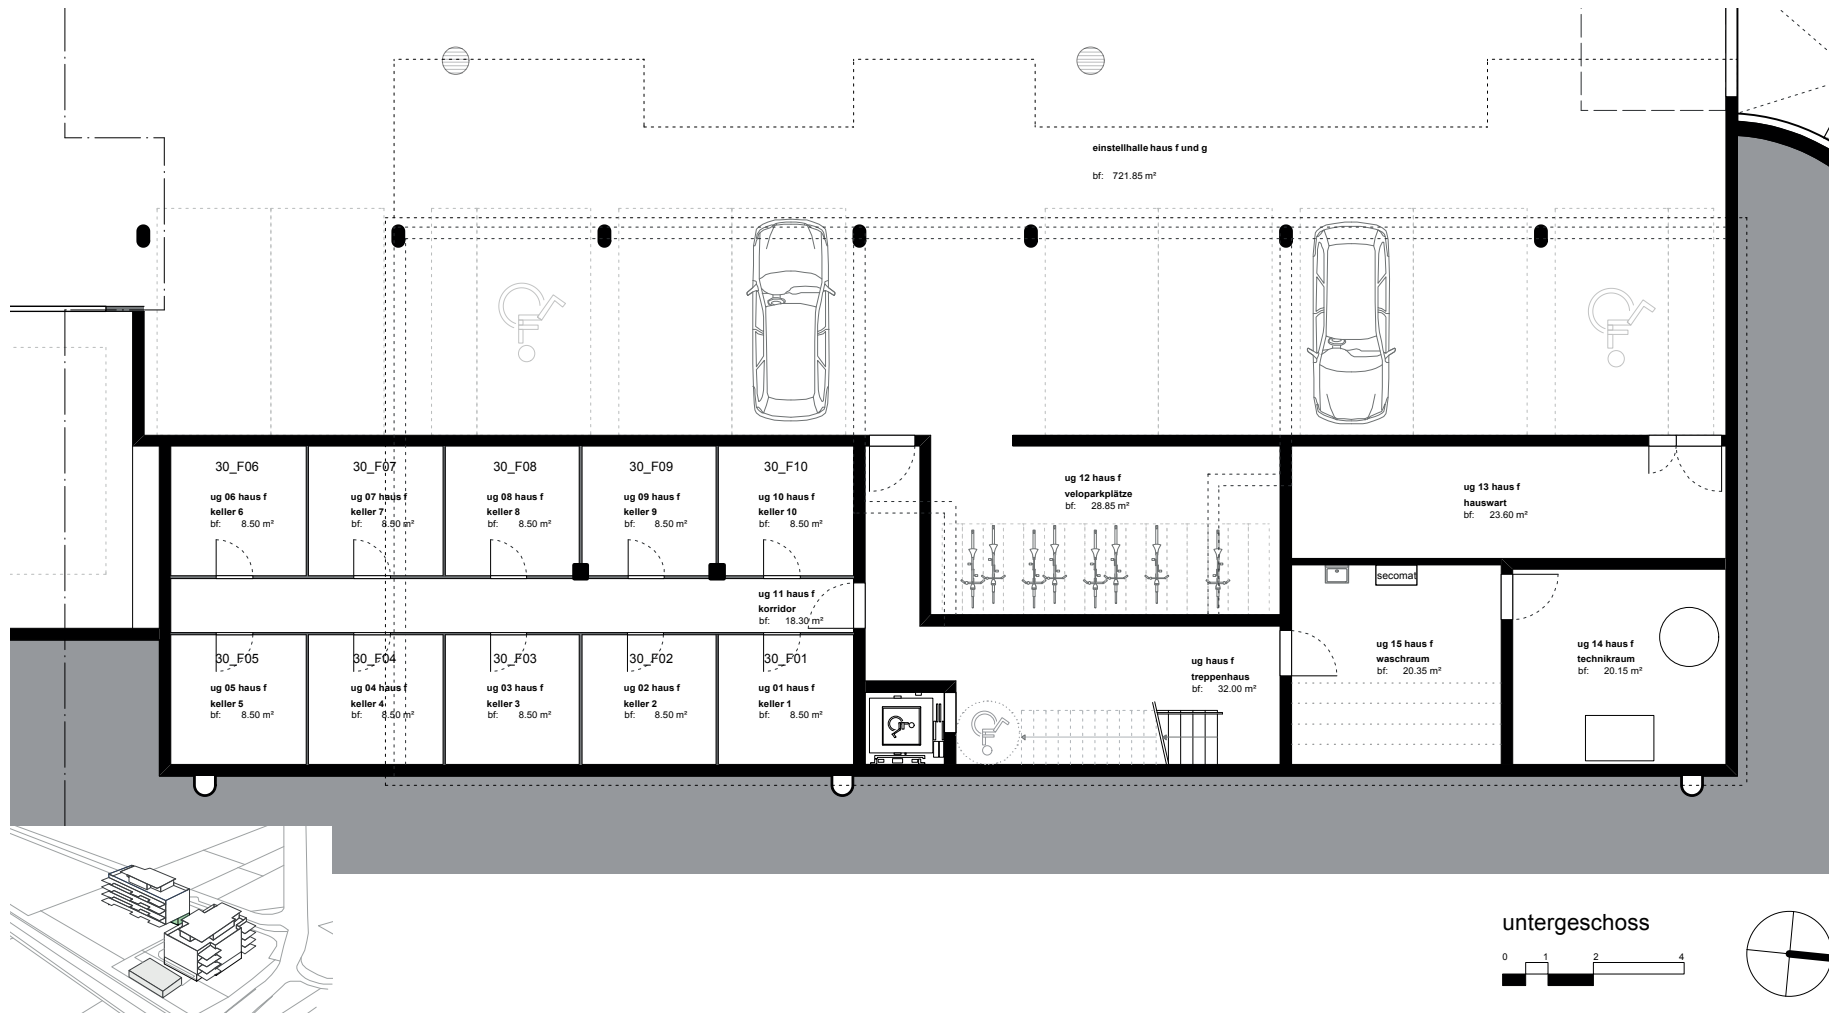 einstellhalle haus f und g
bf: 721.85 m²
30_F06
ug 06 haus f
keller 6
bf: 8.50 m²
30_F07
ug 07 haus f
keller 7
bf: 8.50 m²
30_F08
ug 08 haus f
keller 8
bf: 8.50 m²
30_F09
ug 09 haus f
keller 9
bf: 8.50 m²
30_F10
ug 10 haus f
keller 10
bf: 8.50 m²
ug 12 haus f
veloparkplätze
bf: 28.85 m²
ug 13 haus f
hauswart
bf: 23.60 m²
secomat
ug 11 haus f
korridor
bf: 18.30 m²
30_F05
ug 05 haus f
keller 5
bf: 8.50 m²
30_F04
ug 04 haus f
keller 4
bf: 8.50 m²
30_F03
ug 03 haus f
keller 3
bf: 8.50 m²
30_F02
ug 02 haus f
keller 2
bf: 8.50 m²
30_F01
ug 01 haus f
keller 1
bf: 8.50 m²
ug haus f
treppenhaus
bf: 32.00 m²
ug 15 haus f
waschraum
bf: 20.35 m²
ug 14 haus f
technikraum
bf: 20.15 m²
untergeschoss
0 1 2 4